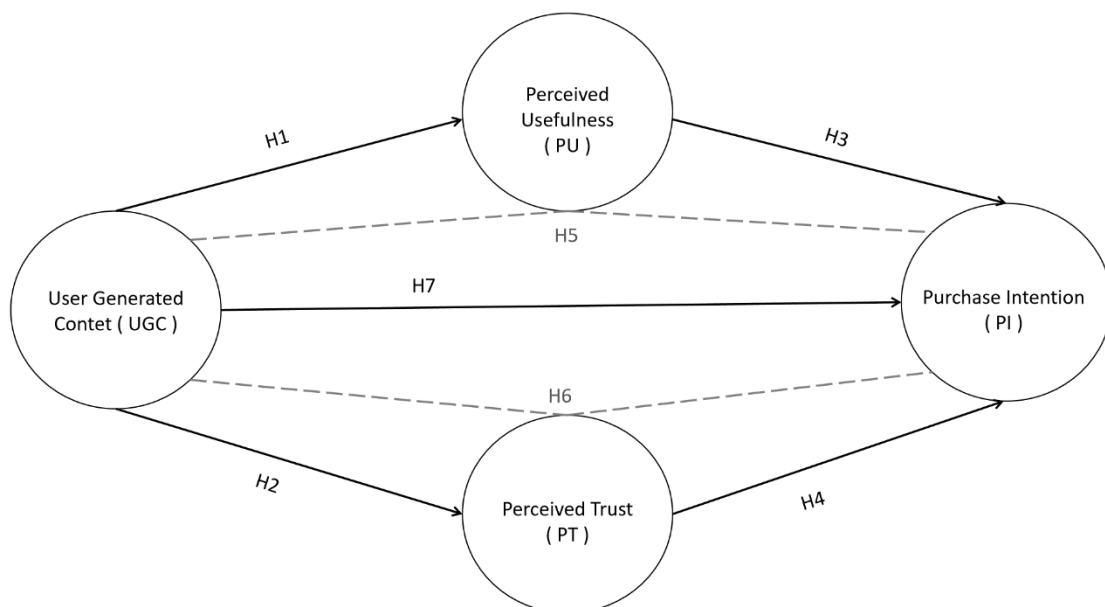 Perceived
Usefulness
( PU )
H1
H3
H5
User Generated
Contet ( UGC )
H7
Purchase Intention
( PI )
H6
H2
Perceived Trust
( PT )
H4